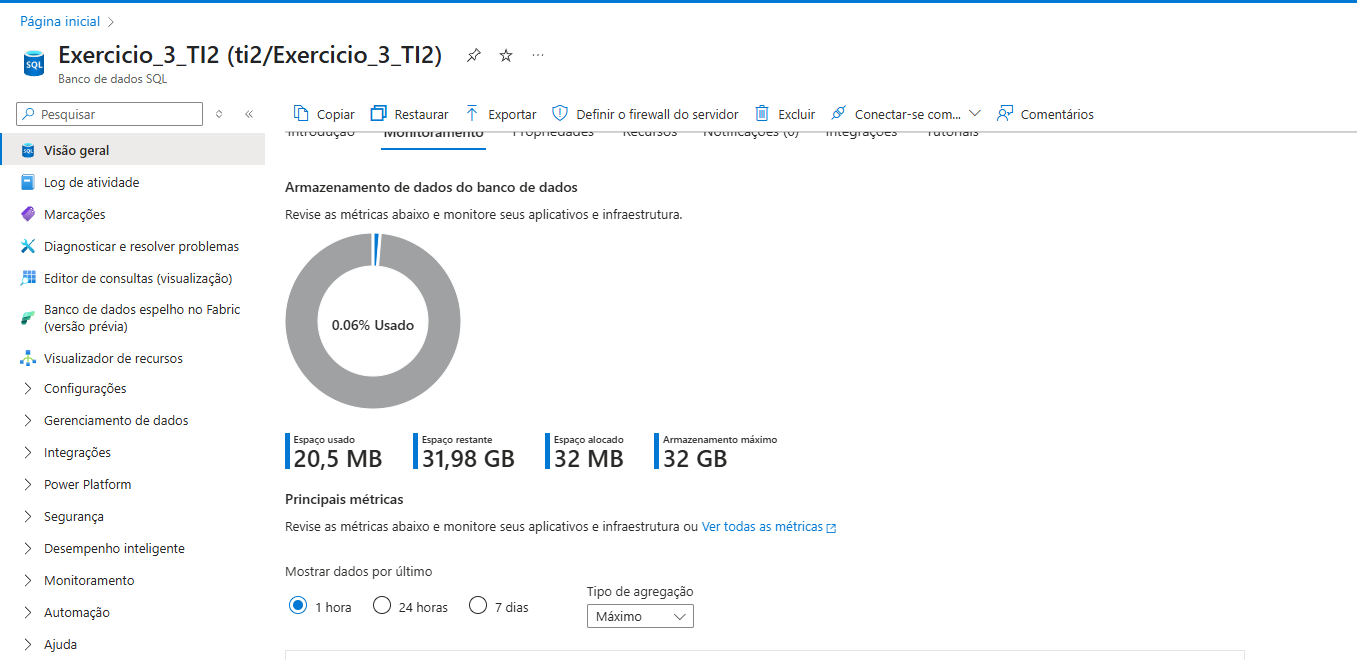 Página inicial
Exercicio_3_TI2 (ti2/Exercicio_3_TI2)
Banco de dados SQL
Pesquisar
Copiar Restaurar Exportar Definir o firewall do servidor Excluir Conectar-se com... Comentários
Introdução Monitoramento Propriedades Recursos Notificações (0) Integrações Tutoriais
Visão geral
Log de atividade
Marcações
Diagnosticar e resolver problemas
Editor de consultas (visualização)
Banco de dados espelho no Fabric
(versão prévia)
Visualizador de recursos
Configurações
Gerenciamento de dados
Integrações
Power Platform
Segurança
Desempenho inteligente
Monitoramento
Automação
Ajuda
Armazenamento de dados do banco de dados
Revise as métricas abaixo e monitore seus aplicativos e infraestrutura.
0.06% Usado
Espaço usado
20,5 MB
Espaço restante
31,98 GB
Espaço alocado
32 MB
Armazenamento máximo
32 GB
Principais métricas
Revise as métricas abaixo e monitore seus aplicativos e infraestrutura ou Ver todas as métricas
Mostrar dados por último
1 hora 24 horas 7 dias
Tipo de agregação
Máximo